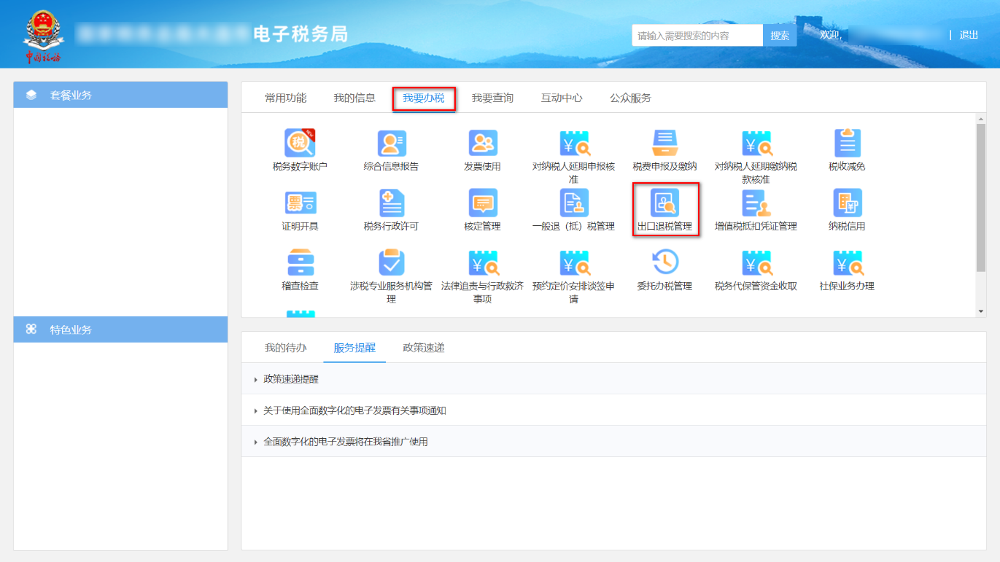 电子税务局
中国税务
请输入需要搜索的内容
搜索
欢迎,
|
退出
套餐业务
特色业务
常用功能
我的信息
我要办税
我要查询
互动中心
公众服务
税
NEW
税务数字账户
综合信息报告
发票使用
对纳税人延期申报核
准
税费申报及缴纳
对纳税人延期缴纳税
款核准
税收减免
票
证明开具
税务行政许可
核定管理
一般退（抵）税管理
出口退税管理
增值税抵扣凭证管理
纳税信用
稽查检查
涉税专业服务机构管
理
法律追责与行政救济
事项
预约定价安排谈签申
请
委托办税管理
税务代保管资金收取
社保业务办理
我的待办
服务提醒
政策速递
政策速递提醒
关于使用全面数字化的电子发票有关事项通知
全面数字化的电子发票将在我省推广使用